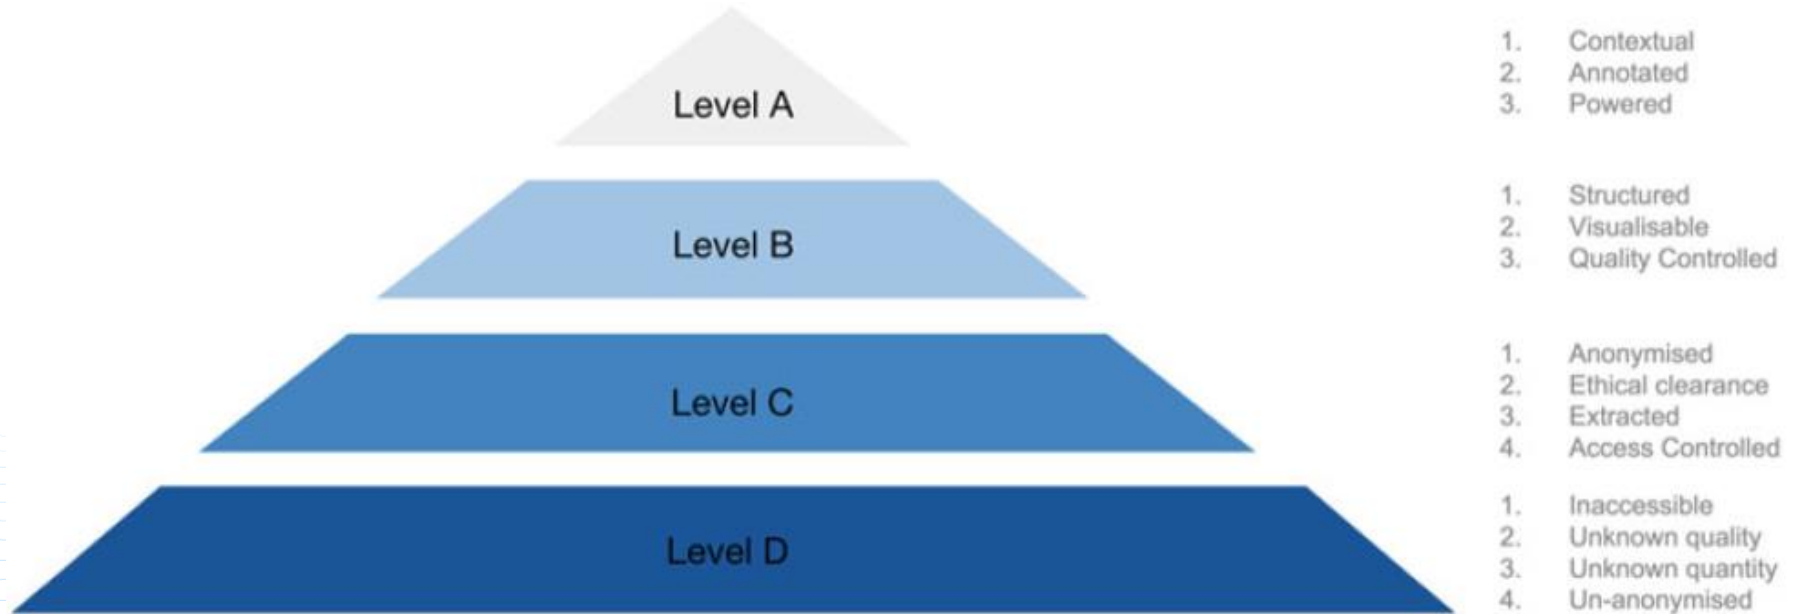 Level A
1. Contextual
2. Annotated
3. Powered
Level B
1. Structured
2. Visualisable
3. Quality Controlled
Level C
1. Anonymised
2. Ethical clearance
3. Extracted
4. Access Controlled
Level D
1. Inaccessible
2. Unknown quality
3. Unknown quantity
4. Un-anonymised